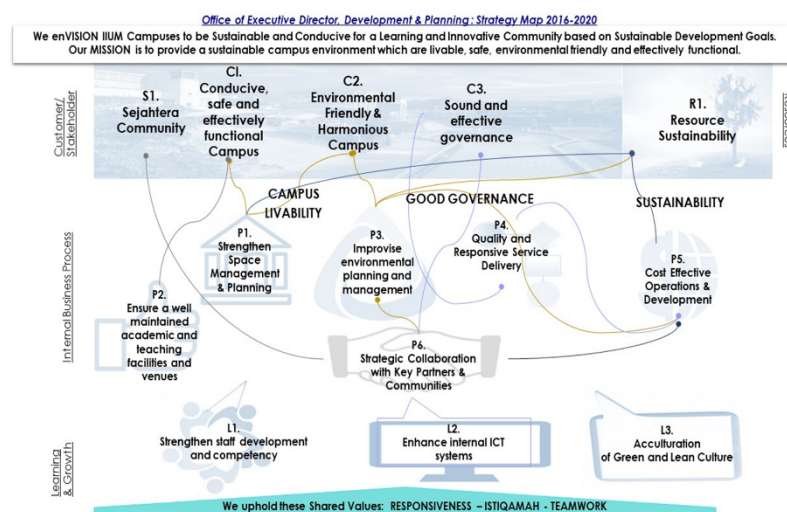 Office of Executive Director, Development & Planning: Strategy Map 2016-2020
We enVISION IIUM Campuses to be Sustainable and Conducive for a Learning and Innovative Community based on Sustainable Development Goals.
Our MISSION is to provide a sustainable campus environment which are livable, safe, environmental friendly and effectively functional.
Customer/
Stakeholder
S1.
Sejahtera
Community
C1.
Conducive,
safe and
effectively
functional
Campus
C2.
Environmental
Friendly &
Harmonious
Campus
C3.
Sound and
effective
governance
R1.
Resource
Sustainability
Resources
CAMPUS
LIVABILITY
GOOD GOVERNANCE
SUSTAINABILITY
Internal Business Process
P1.
Strengthen
Space
Management
& Planning
P2.
Ensure a well
maintained
academic and
teaching
facilities and
venues
P3.
Improvise
environmental
planning and
management
P4.
Quality and
Responsive Service
Delivery
P5.
Cost Effective
Operations &
Development
P6.
Strategic Collaboration
with Key Partners &
Communities
Learning
& Growth
L1.
Strengthen staff development
and competency
L2.
Enhance internal ICT
systems
L3.
Acculturation
of Green and Lean Culture
We uphold these Shared Values: RESPONSIVENESS – ISTIQAMAH - TEAMWORK